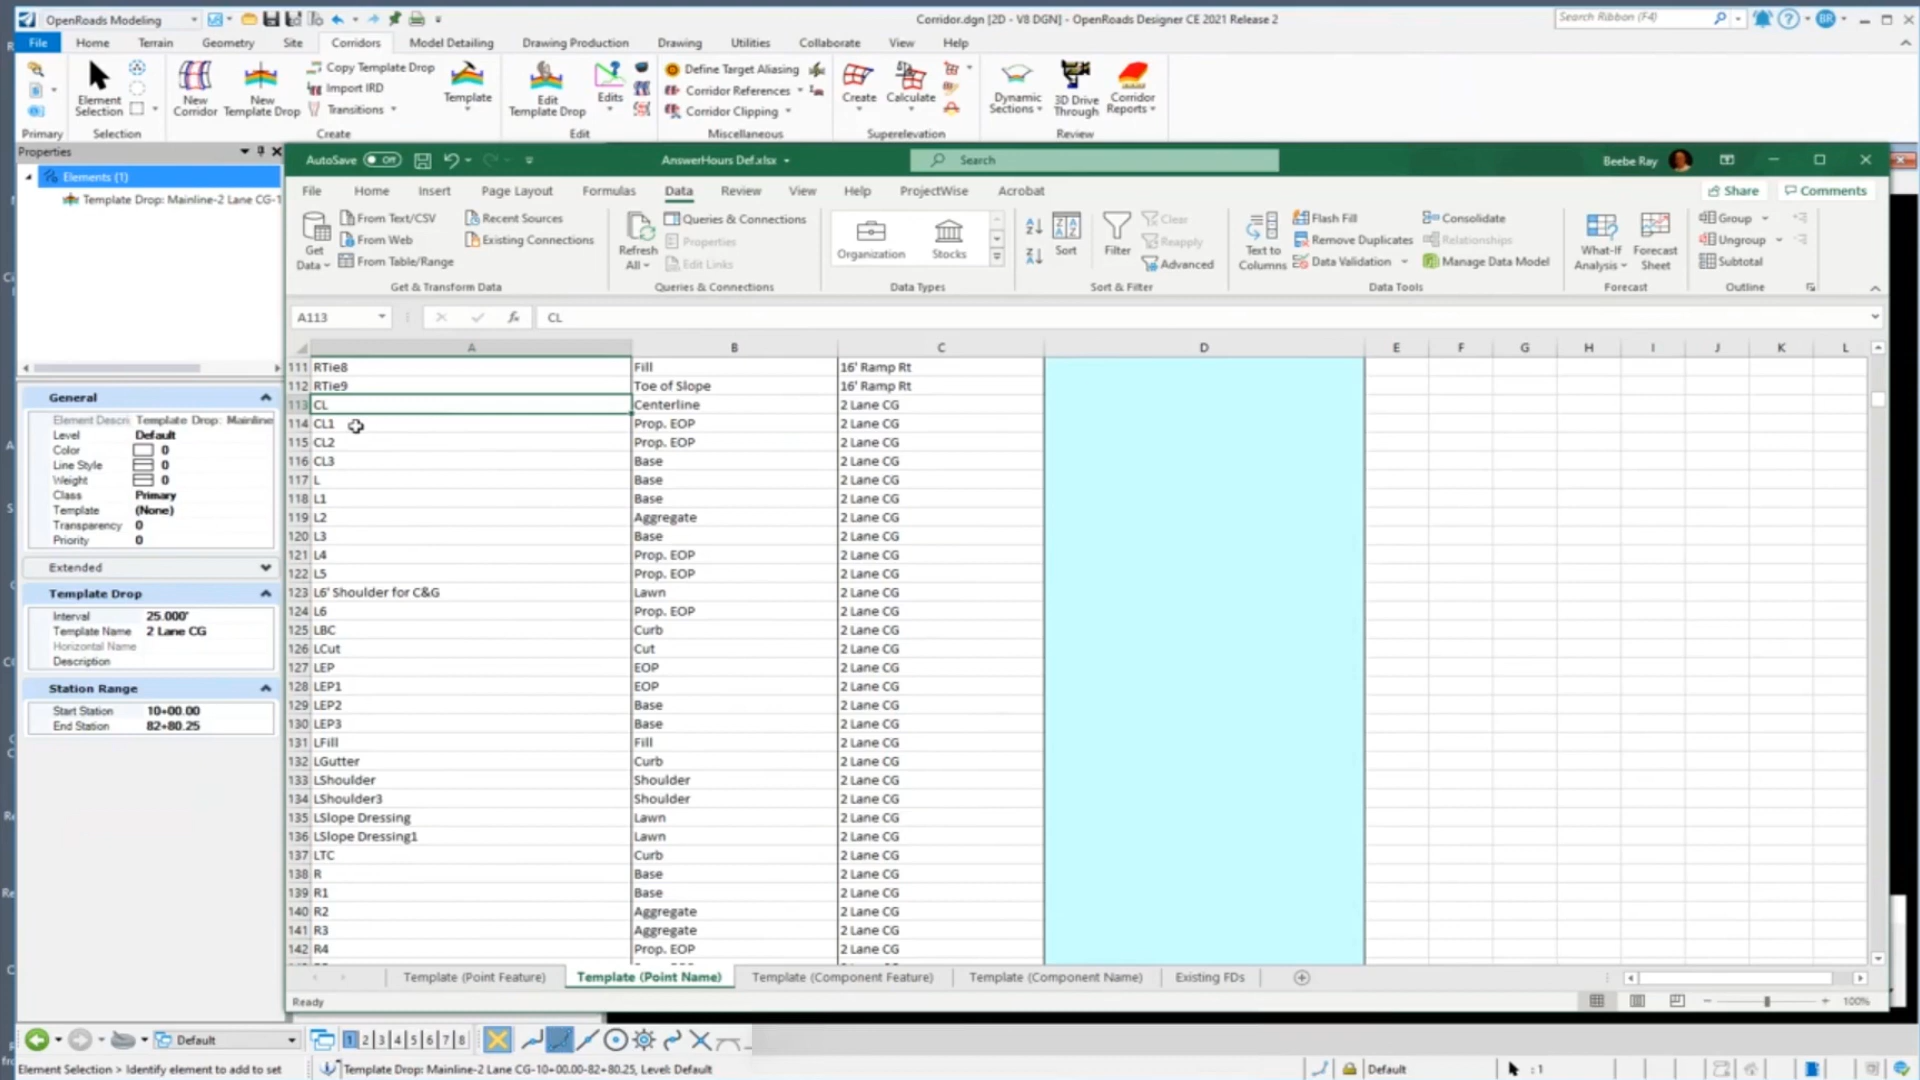 OpenRoads Modeling
Corridor.dgn [2D - V8 DGN] - OpenRoads Designer CE 2021 Release 2
Search Ribbon (F4)
BR
File Home Terrain Geometry Site Corridors Model Detailing Drawing Production Drawing Utilities Collaborate View Help
Element Selection
New Corridor
New Template Drop
Copy Template Drop
Import IRD
Transitions
Template
Edit Template Drop
Edits
Define Target Aliasing
Corridor References
Corridor Clipping
Create
Calculate
Dynamic Sections
3D Drive Through
Corridor Reports
Primary Selection Create Edit Miscellaneous Superelevation Review
Properties
Elements (1)
Template Drop: Mainline-2 Lane CG-1
General
Element Descri Template Drop: Mainline
Level Default
Color 0
Line Style 0
Weight 0
Class Primary
Template (None)
Transparency 0
Priority 0
Extended
Template Drop
Interval 25.000'
Template Name 2 Lane CG
Horizontal Name
Description
Station Range
Start Station 10+00.00
End Station 82+80.25
AutoSave Off
AnswerHours Def.xlsx
Search
Beebe Ray
File Home Insert Page Layout Formulas Data Review View Help ProjectWise Acrobat
Share Comments
Get Data
From Text/CSV
From Web
From Table/Range
Recent Sources
Existing Connections
Refresh All
Queries & Connections
Properties
Edit Links
Organization
Stocks
Sort
Filter
Clear
Reapply
Advanced
Text to Columns
Flash Fill
Remove Duplicates
Data Validation
Consolidate
Relationships
Manage Data Model
What-If Analysis
Forecast Sheet
Group
Ungroup
Subtotal
Get & Transform Data Queries & Connections Data Types Sort & Filter Data Tools Forecast Outline
A113 fx CL
A B C D E F G H I J K L
111 RTie8 Fill 16' Ramp Rt
112 RTie9 Toe of Slope 16' Ramp Rt
113 CL Centerline 2 Lane CG
114 CL1 Prop. EOP 2 Lane CG
115 CL2 Prop. EOP 2 Lane CG
116 CL3 Base 2 Lane CG
117 L Base 2 Lane CG
118 L1 Base 2 Lane CG
119 L2 Aggregate 2 Lane CG
120 L3 Base 2 Lane CG
121 L4 Prop. EOP 2 Lane CG
122 L5 Prop. EOP 2 Lane CG
123 L6' Shoulder for C&G Lawn 2 Lane CG
124 L6 Prop. EOP 2 Lane CG
125 LBC Curb 2 Lane CG
126 LCut Cut 2 Lane CG
127 LEP EOP 2 Lane CG
128 LEP1 EOP 2 Lane CG
129 LEP2 Base 2 Lane CG
130 LEP3 Base 2 Lane CG
131 LFill Fill 2 Lane CG
132 LGutter Curb 2 Lane CG
133 LShoulder Shoulder 2 Lane CG
134 LShoulder3 Shoulder 2 Lane CG
135 LSlope Dressing Lawn 2 Lane CG
136 LSlope Dressing1 Lawn 2 Lane CG
137 LTC Curb 2 Lane CG
138 R Base 2 Lane CG
139 R1 Base 2 Lane CG
140 R2 Aggregate 2 Lane CG
141 R3 Aggregate 2 Lane CG
142 R4 Prop. EOP 2 Lane CG
Template (Point Feature) Template (Point Name) Template (Component Feature) Template (Component Name) Existing FDs
Ready
100%
Default 1 2 3 4 5 6 7 8
Element Selection > Identify element to add to set
Template Drop: Mainline-2 Lane CG-10+00.00-82+80.25, Level: Default
Default
: 1